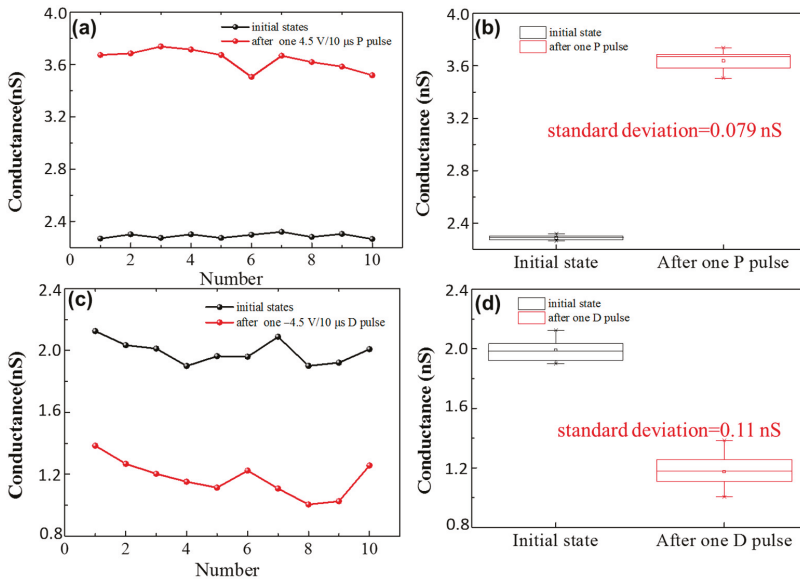 (a)
initial states
after one 4.5 V/10 μs P pulse
Conductance(nS)
4.0
3.6
3.2
2.8
2.4
0 2 4 6 8 10
Number
(b)
initial state
after one P pulse
standard deviation=0.079 nS
Conductance (nS)
4.0
3.6
3.2
2.8
2.4
Initial state After one P pulse
(c)
initial states
after one −4.5 V/10 μs D pulse
Conductance(nS)
2.4
2.0
1.6
1.2
0.8
0 2 4 6 8 10
Number
(d)
initial state
after one D pulse
standard deviation=0.11 nS
Conductance (nS)
2.4
2.0
1.6
1.2
0.8
Initial state After one D pulse